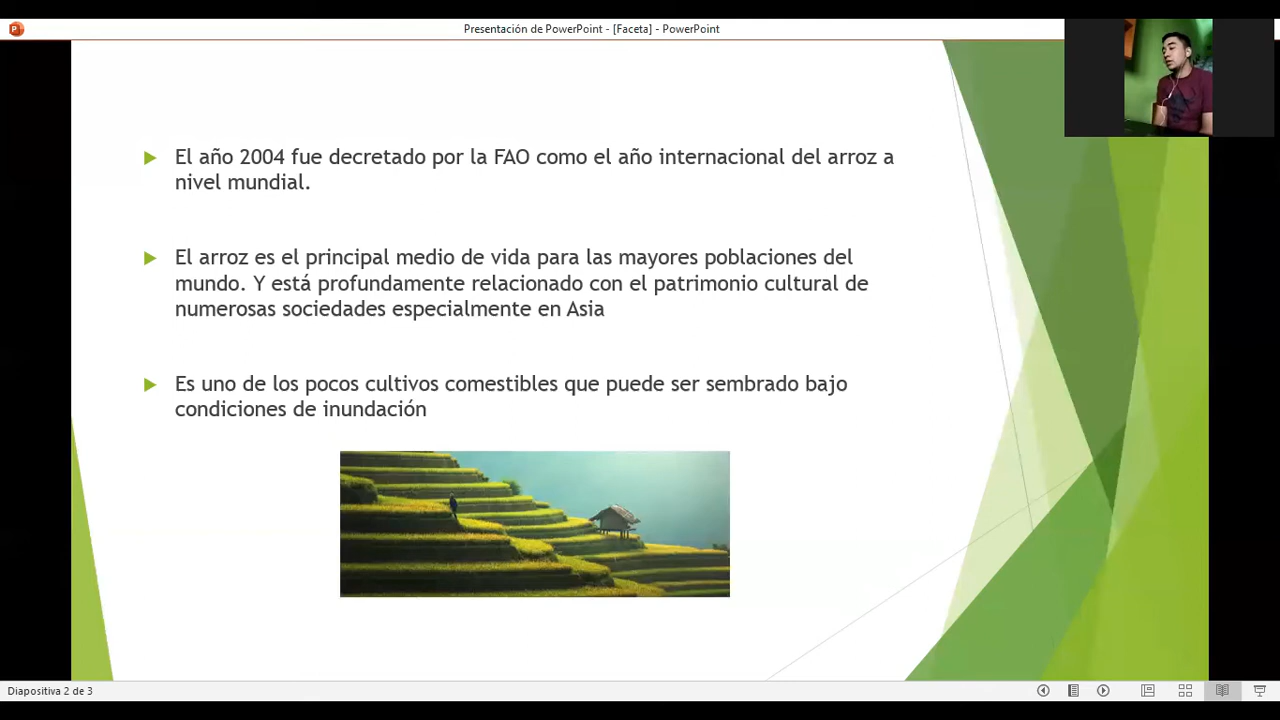 Presentación de PowerPoint - [Faceta] - PowerPoint
El año 2004 fue decretado por la FAO como el año internacional del arroz a
nivel mundial.
El arroz es el principal medio de vida para las mayores poblaciones del
mundo. Y está profundamente relacionado con el patrimonio cultural de
numerosas sociedades especialmente en Asia
Es uno de los pocos cultivos comestibles que puede ser sembrado bajo
condiciones de inundación
Diapositiva 2 de 3